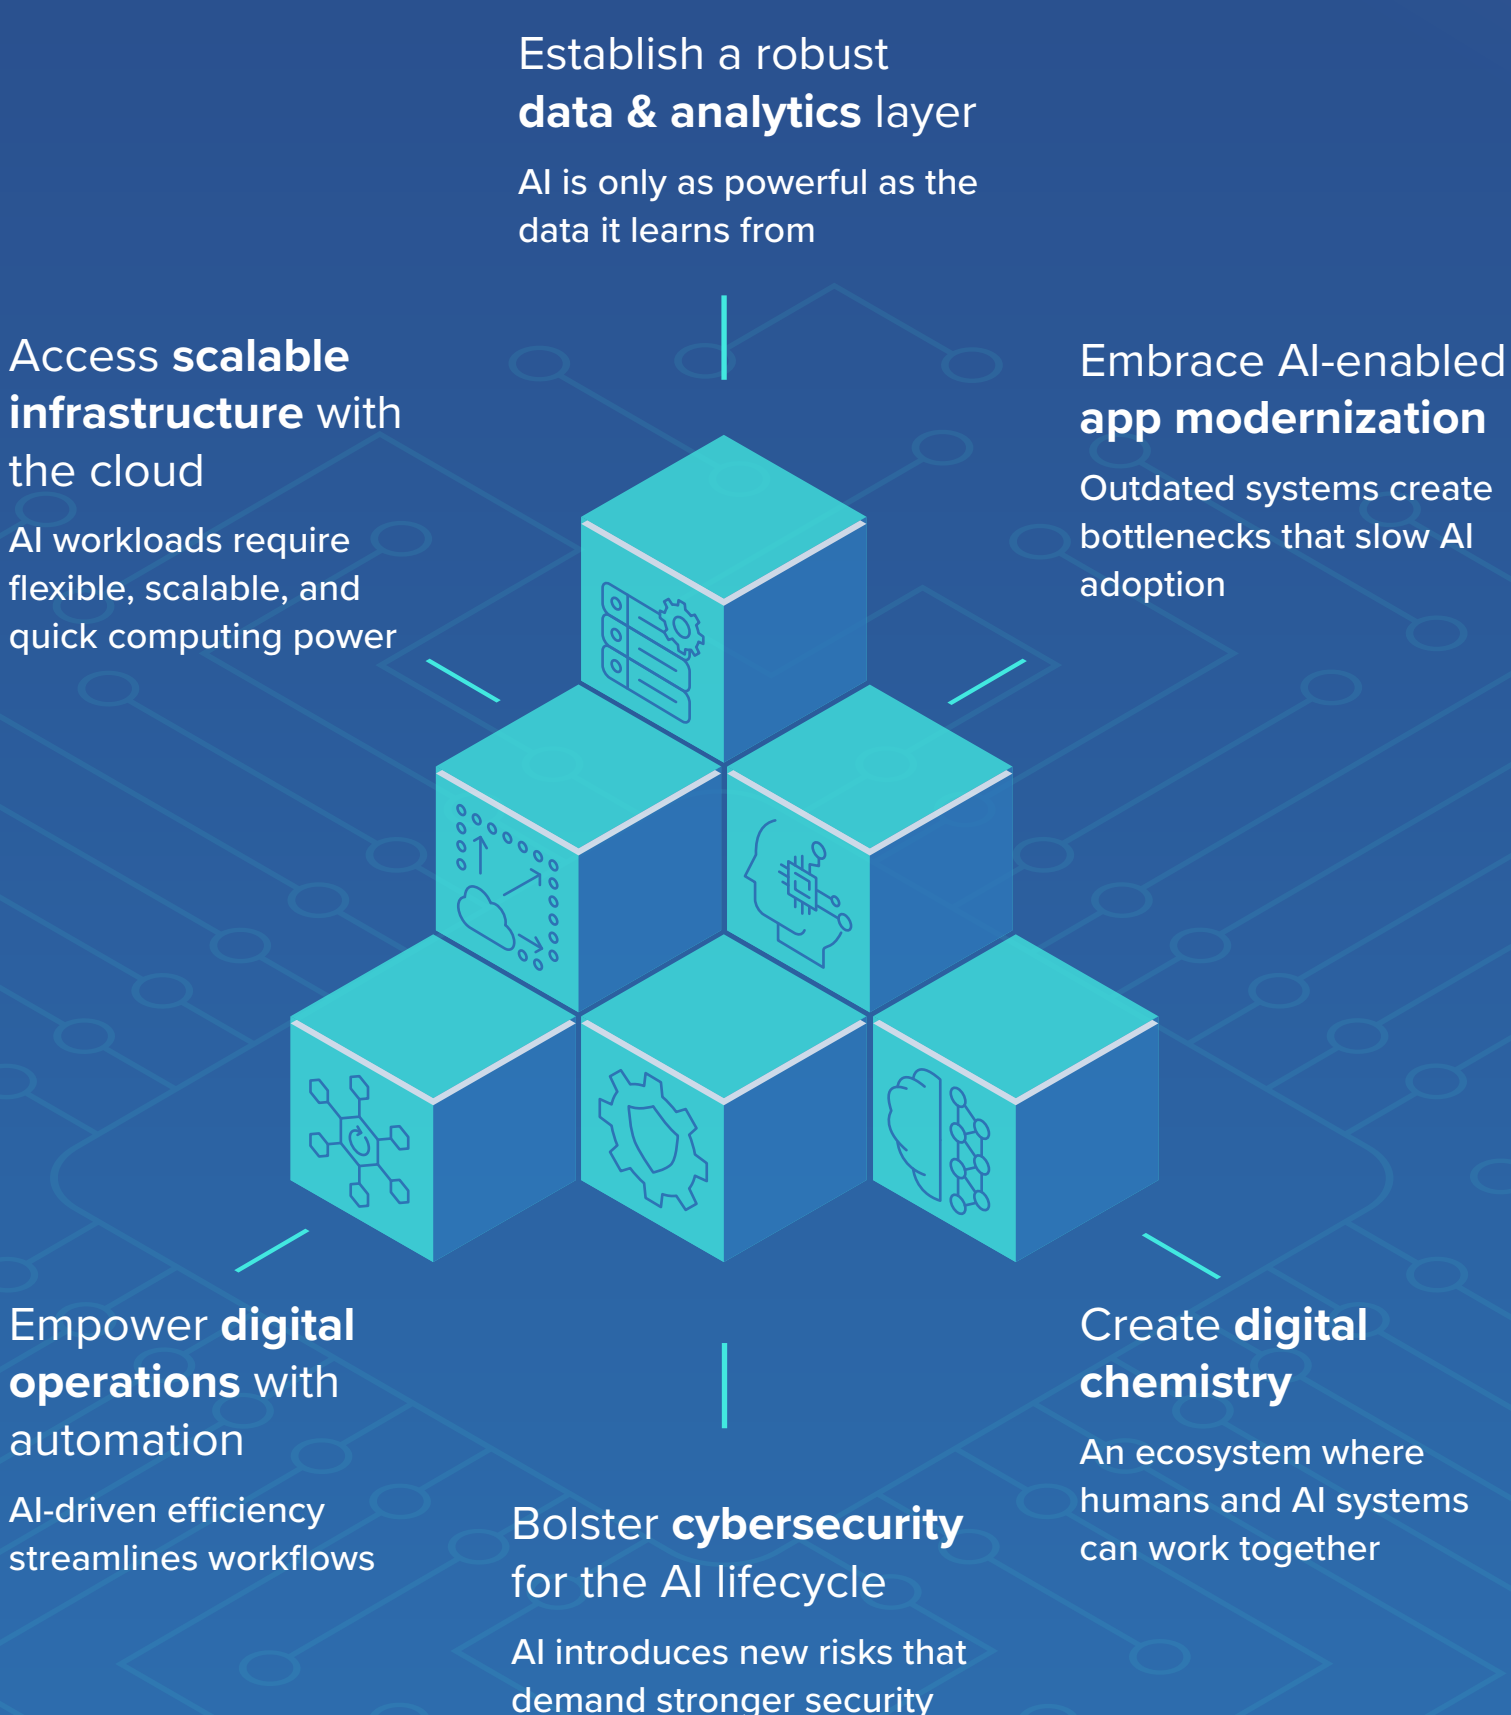 Establish a robust
data & analytics layer
AI is only as powerful as the
data it learns from
Access scalable
infrastructure with
the cloud
AI workloads require
flexible, scalable, and
quick computing power
Embrace AI-enabled
app modernization
Outdated systems create
bottlenecks that slow AI
adoption
Empower digital
operations with
automation
AI-driven efficiency
streamlines workflows
Bolster cybersecurity
for the AI lifecycle
AI introduces new risks that
demand stronger security
Create digital
chemistry
An ecosystem where
humans and AI systems
can work together